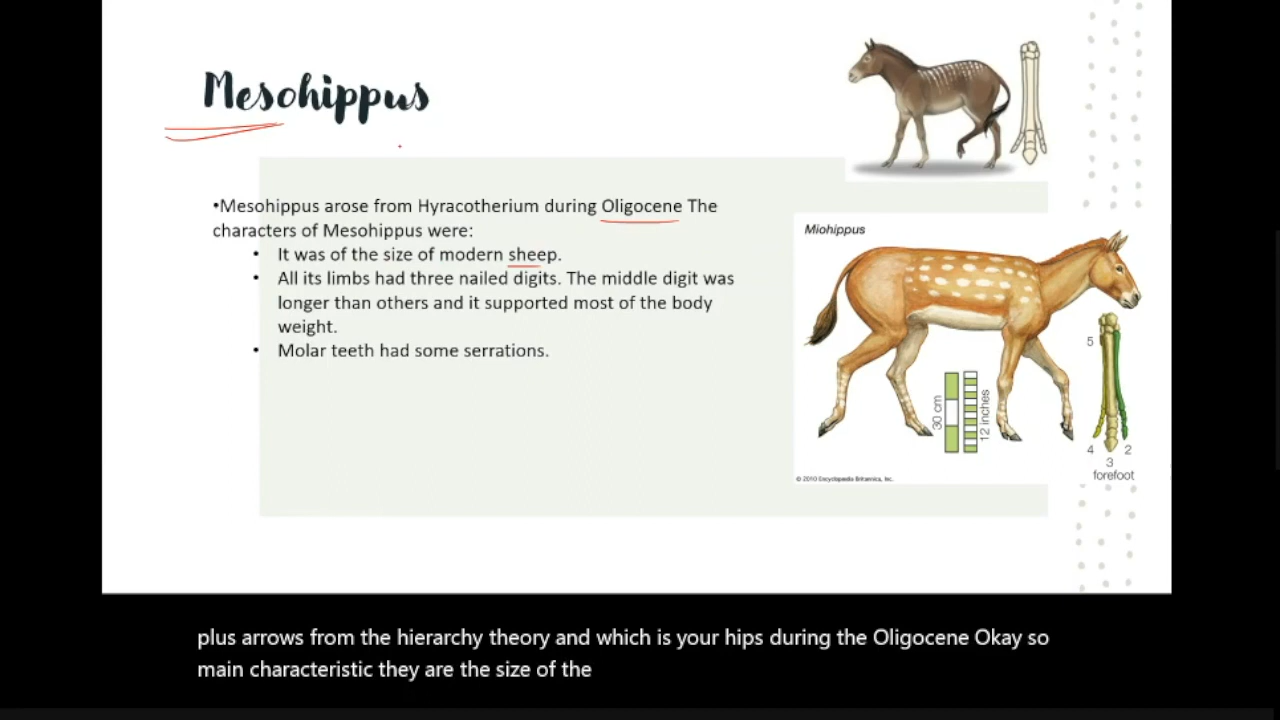 Mesohippus
•Mesohippus arose from Hyracotherium during Oligocene The
characters of Mesohippus were:
• It was of the size of modern sheep.
• All its limbs had three nailed digits. The middle digit was
longer than others and it supported most of the body
weight.
• Molar teeth had some serrations.
Miohippus
5
30 cm
12 inches
4
2
3
forefoot
© 2010 Encyclopædia Britannica, Inc.
plus arrows from the hierarchy theory and which is your hips during the Oligocene Okay so
main characteristic they are the size of the